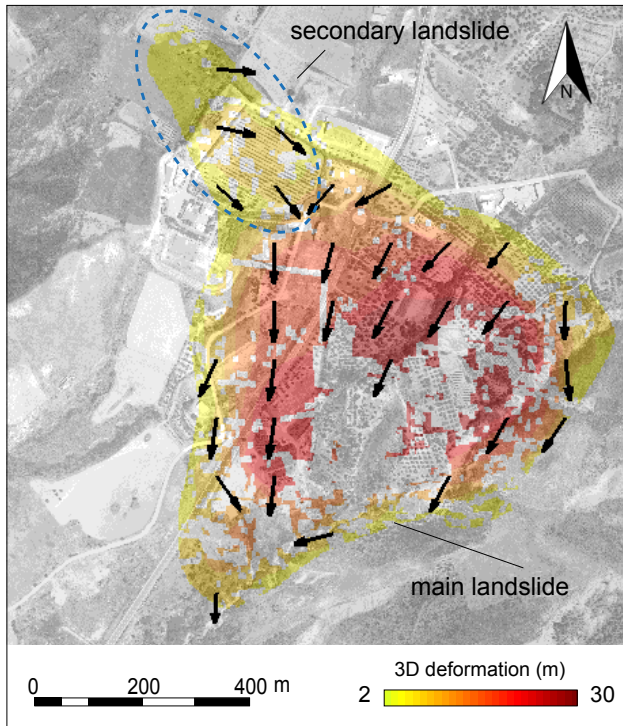 secondary landslide
N
main landslide
0 200 400 m
3D deformation (m)
2 30